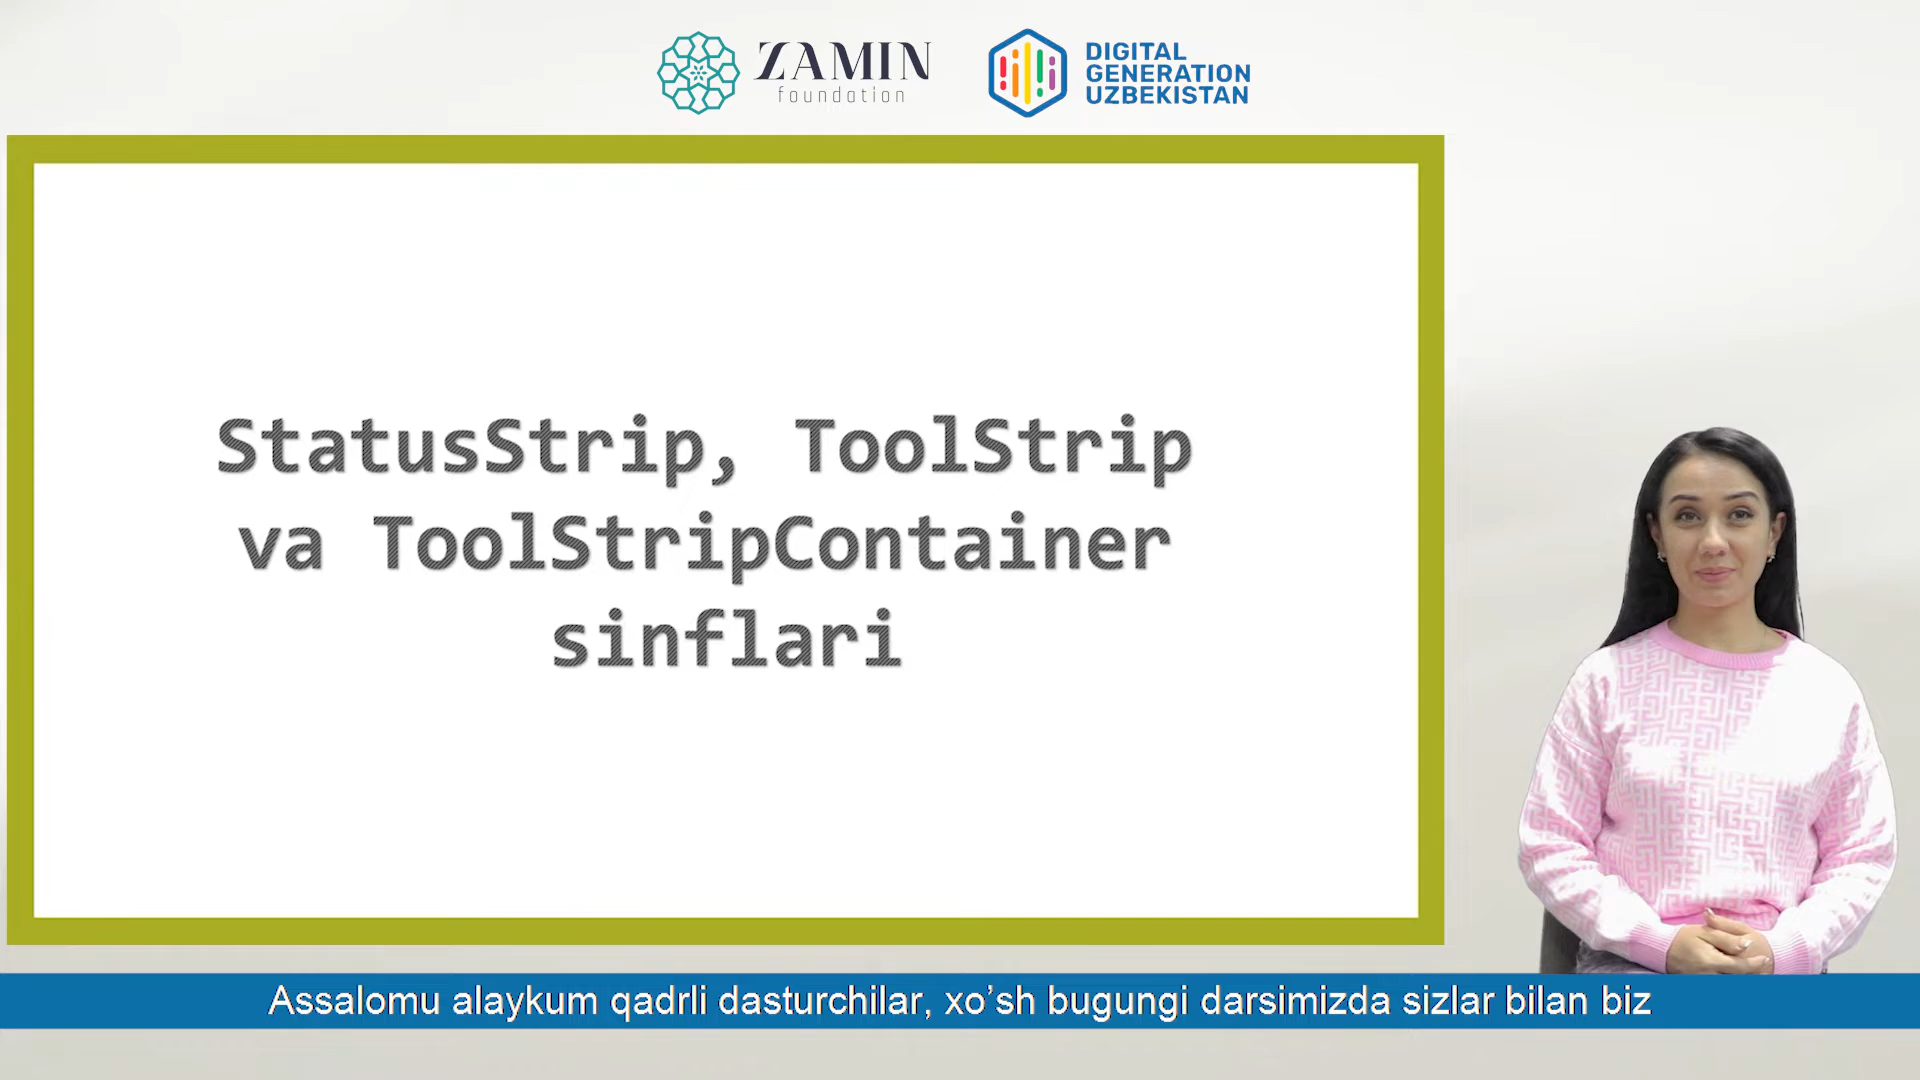 ZAMIN
foundation
DIGITAL
GENERATION
UZBEKISTAN
StatusStrip, ToolStrip
va ToolStripContainer
sinflari
Assalomu alaykum qadrli dasturchilar, xo’sh bugungi darsimizda sizlar bilan biz